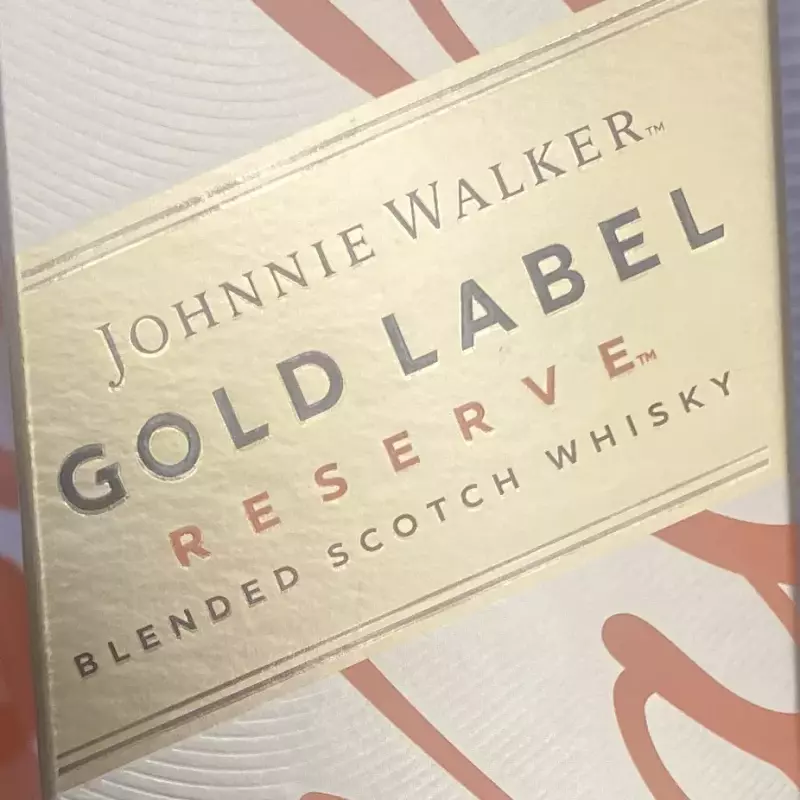 JOHNNIE WALKER™
GOLD LABEL
RESERVE™
BLENDED SCOTCH WHISKY